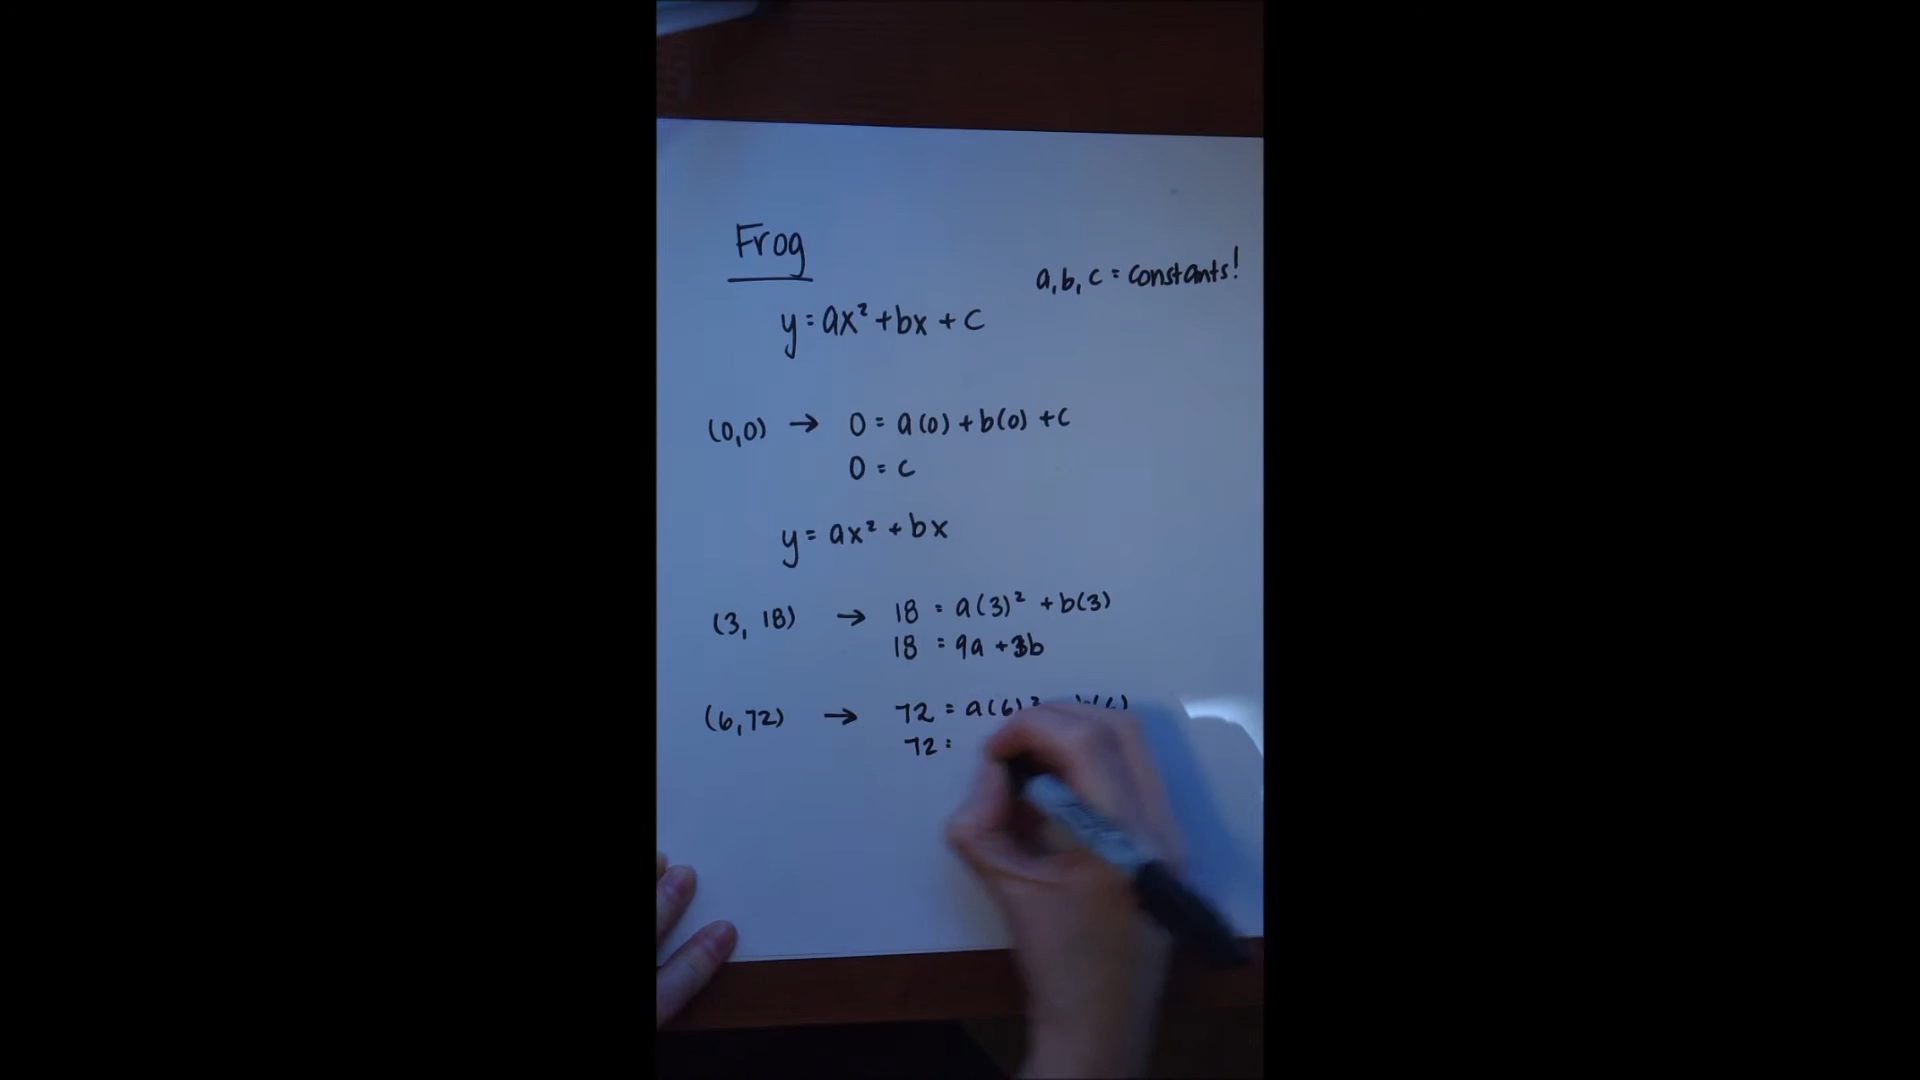 Frog
a, b, c = constants!
y = ax² + bx + c
(0,0) → 0 = a(0) + b(0) + c
0 = c
y = ax² + bx
(3, 18) → 18 = a(3)² + b(3)
18 = 9a + 3b
(6,72) → 72 = a(6)²
72 =